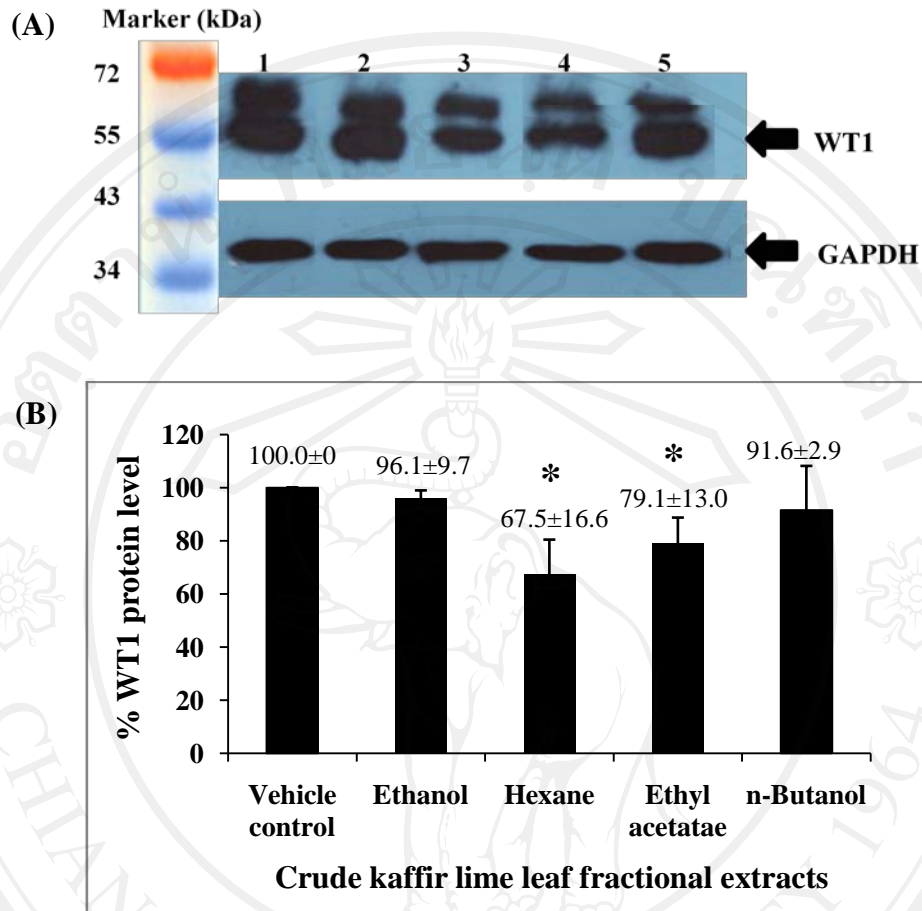 (A)
Marker (kDa)
1 2 3 4 5
72
55
43
34
WT1
GAPDH
(B)
% WT1 protein level
120
100
80
60
40
20
0
100.0±0
96.1±9.7
*
67.5±16.6
*
79.1±13.0
91.6±2.9
Vehicle
control
Ethanol
Hexane
Ethyl
acetatae
n-Butanol
Crude kaffir lime leaf fractional extracts
1964